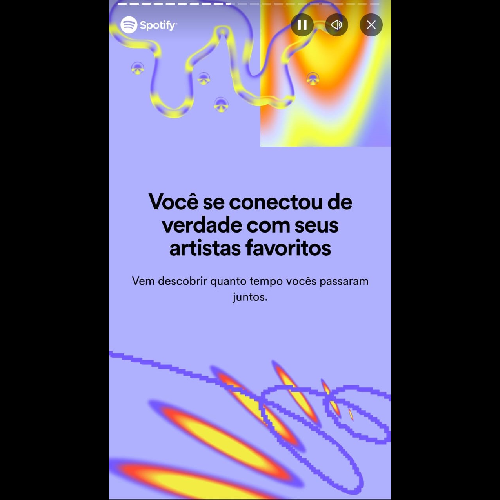 Spotify
Você se conectou de
verdade com seus
artistas favoritos
Vem descobrir quanto tempo vocês passaram
juntos.